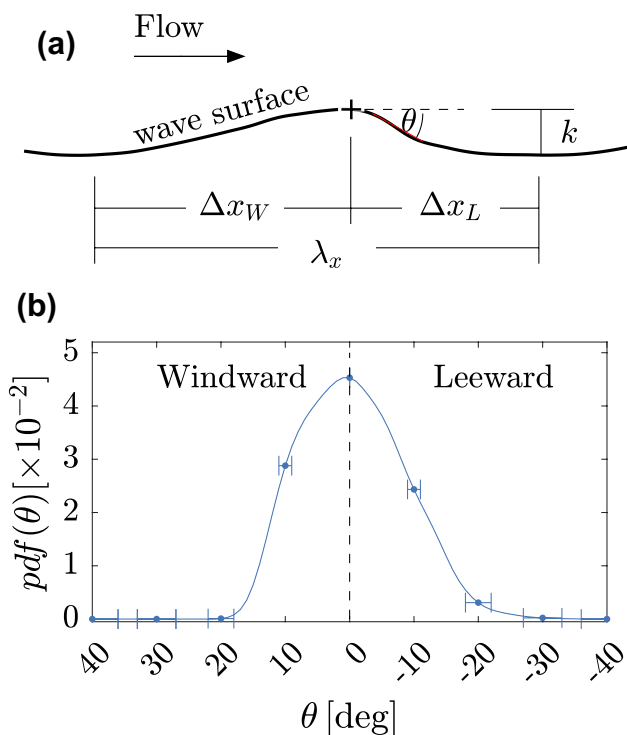 (a)
Flow
wave surface
θ
k
Δx_W
Δx_L
λ_x
(b)
5
4
3
2
1
0
pdf(θ)[×10⁻²]
Windward
Leeward
40
30
20
10
0
-10
-20
-30
-40
θ [deg]